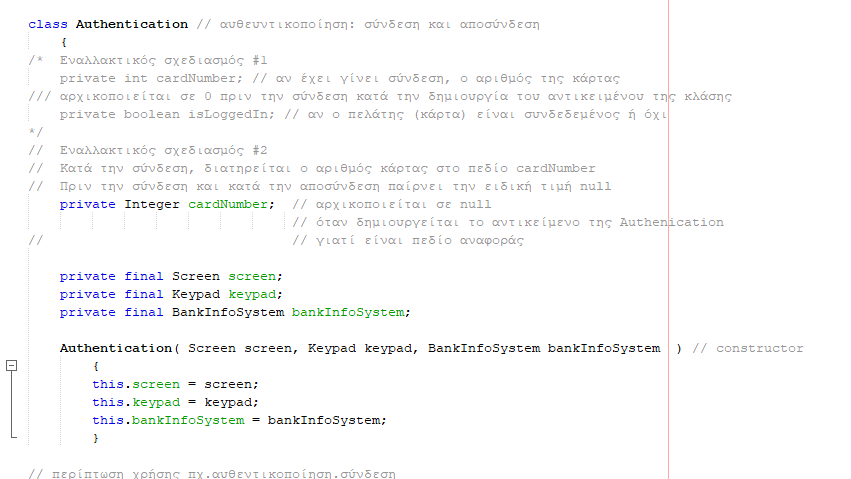 class Authentication // αυθευντικοποίηση: σύνδεση και αποσύνδεση
{
/* Εναλλακτικός σχεδιασμός #1
private int cardNumber; // αν έχει γίνει σύνδεση, ο αριθμός της κάρτας
/// αρχικοποιείται σε 0 πριν την σύνδεση κατά την δημιουργία του αντικειμένου της κλάσης
private boolean isLoggedIn; // αν ο πελάτης (κάρτα) είναι συνδεδεμένος ή όχι
*/
// Εναλλακτικός σχεδιασμός #2
// Κατά την σύνδεση, διατηρείται ο αριθμός κάρτας στο πεδίο cardNumber
// Πριν την σύνδεση και κατά την αποσύνδεση παίρνει την ειδική τιμή null
private Integer cardNumber; // αρχικοποιείται σε null
// όταν δημιουργείται το αντικείμενο της Authenication
// // γιατί είναι πεδίο αναφοράς
private final Screen screen;
private final Keypad keypad;
private final BankInfoSystem bankInfoSystem;
Authentication( Screen screen, Keypad keypad, BankInfoSystem bankInfoSystem ) // constructor
{
this.screen = screen;
this.keypad = keypad;
this.bankInfoSystem = bankInfoSystem;
}
// περίπτωση χρήσης πχ.αυθεντικοποίηση.σύνδεση